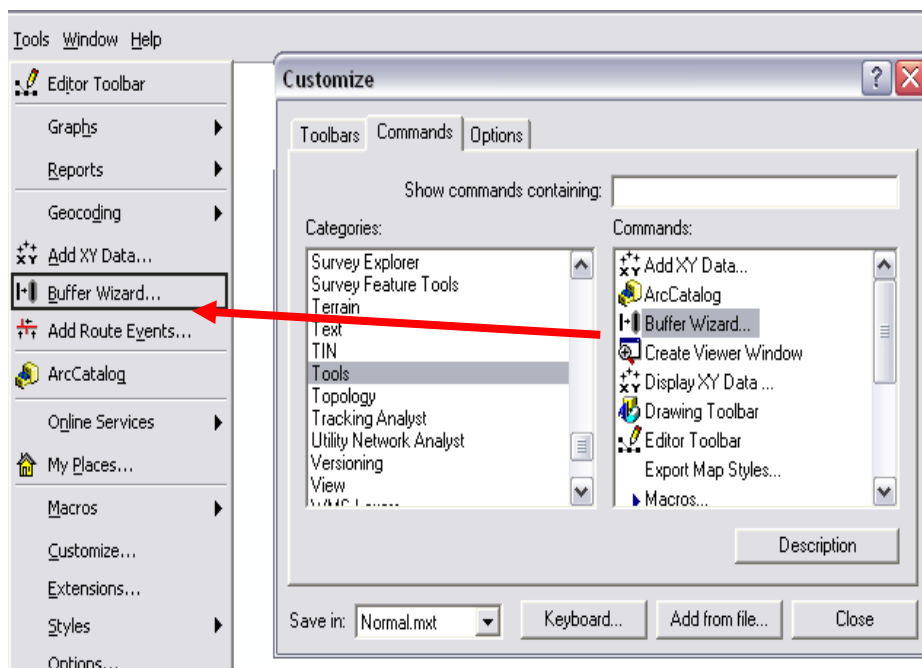 Tools Window Help
Editor Toolbar
Graphs
Reports
Geocoding
Add XY Data...
Buffer Wizard...
Add Route Events...
ArcCatalog
Online Services
My Places...
Macros
Customize...
Extensions...
Styles
Options...
Customize
Toolbars Commands Options
Show commands containing:
Categories:
Survey Explorer
Survey Feature Tools
Terrain
Text
TIN
Tools
Topology
Tracking Analyst
Utility Network Analyst
Versioning
View
Commands:
Add XY Data...
ArcCatalog
Buffer Wizard...
Create Viewer Window
Display XY Data ...
Drawing Toolbar
Editor Toolbar
Export Map Styles...
Macros...
Description
Save in: Normal.mxt Keyboard... Add from file... Close